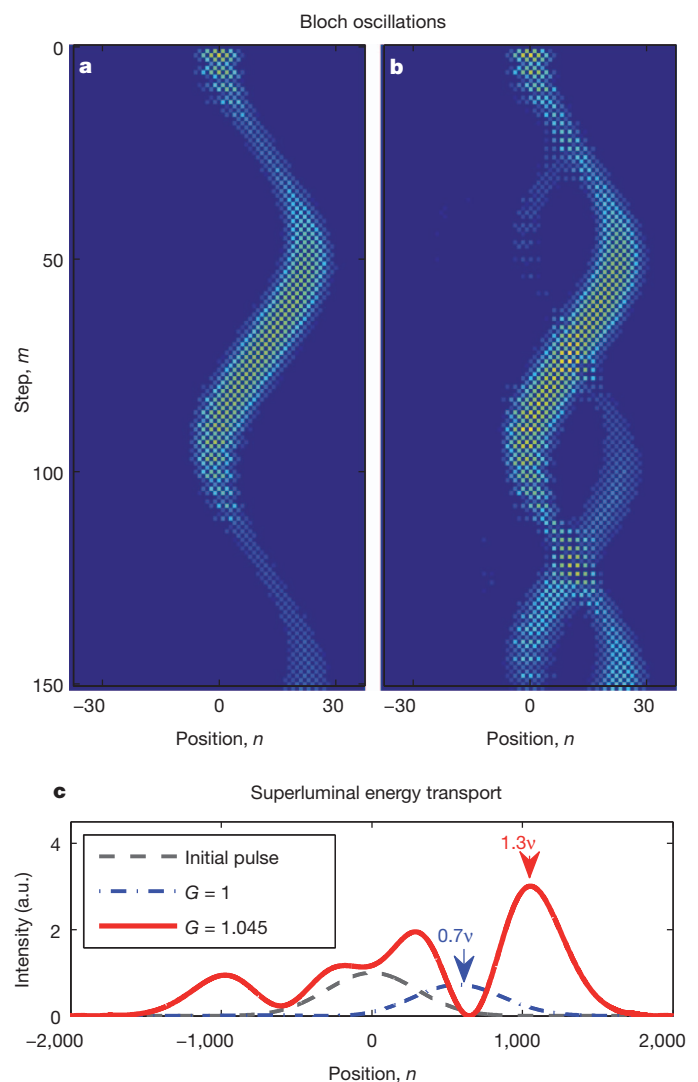 Bloch oscillations
a
b
0
50
100
150
Step, m
−30
0
30
−30
0
30
Position, n
Position, n
c
Superluminal energy transport
4
2
0
Intensity (a.u.)
Initial pulse
G = 1
G = 1.045
1.3ν
0.7ν
−2,000
−1,000
0
1,000
2,000
Position, n